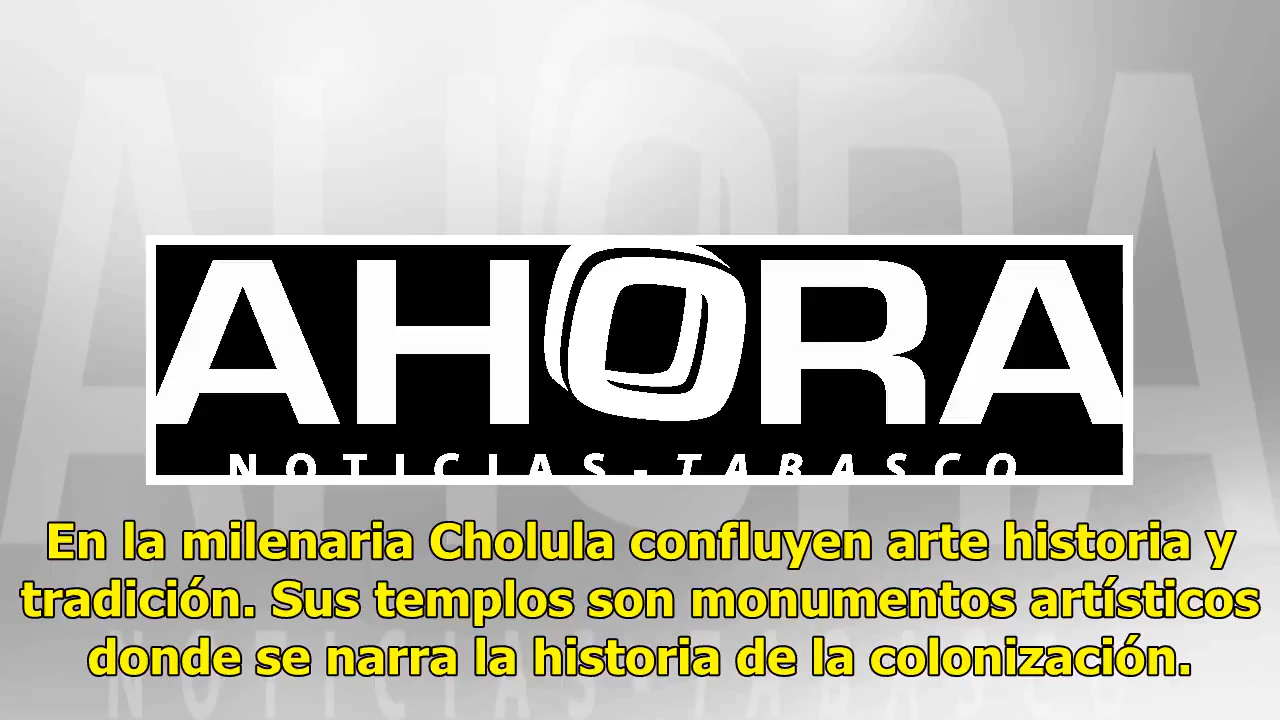 AHORA
NOTICIAS-TABASCO
En la milenaria Cholula confluyen arte historia y
tradición. Sus templos son monumentos artísticos
donde se narra la historia de la colonización.